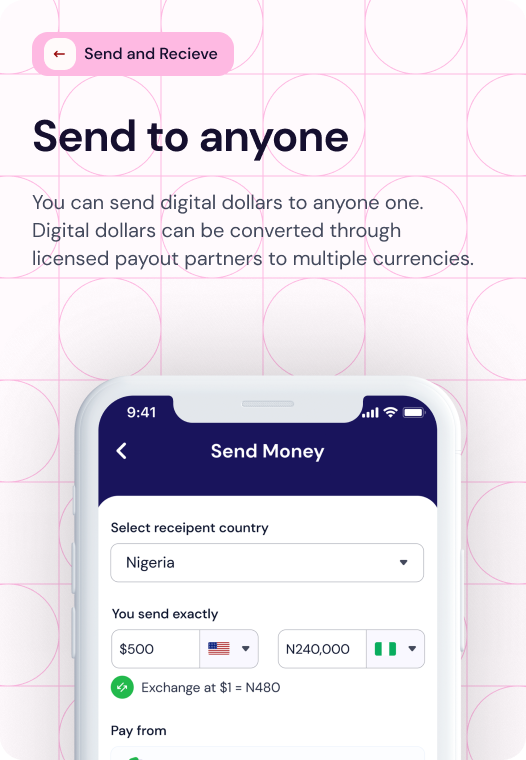 Send and Recieve
Send to anyone
You can send digital dollars to anyone one.
Digital dollars can be converted through
licensed payout partners to multiple currencies.
9:41
Send Money
Select receipent country
Nigeria
You send exactly
$500 N240,000
Exchange at $1 = N480
Pay from